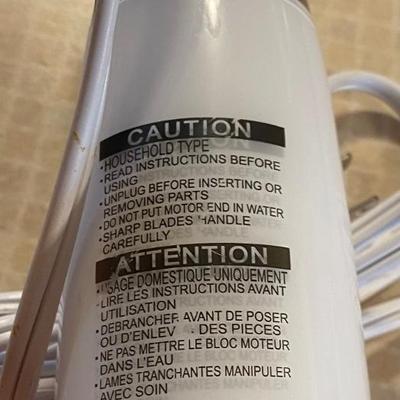 CAUTION
•HOUSEHOLD TYPE
•READ INSTRUCTIONS BEFORE
USING
•UNPLUG BEFORE INSERTING OR
REMOVING PARTS
•DO NOT PUT MOTOR END IN WATER
•SHARP BLADES HANDLE
CAREFULLY
ATTENTION
USAGE DOMESTIQUE UNIQUEMENT
•LIRE LES INSTRUCTIONS AVANT
UTILISATION
•DEBRANCHER AVANT DE POSER
OU D'ENLEV DES PIECES
•NE PAS METTRE LE BLOC MOTEUR
DANS L'EAU
•LAMES TRANCHANTES MANIPULER
AVEC SOIN